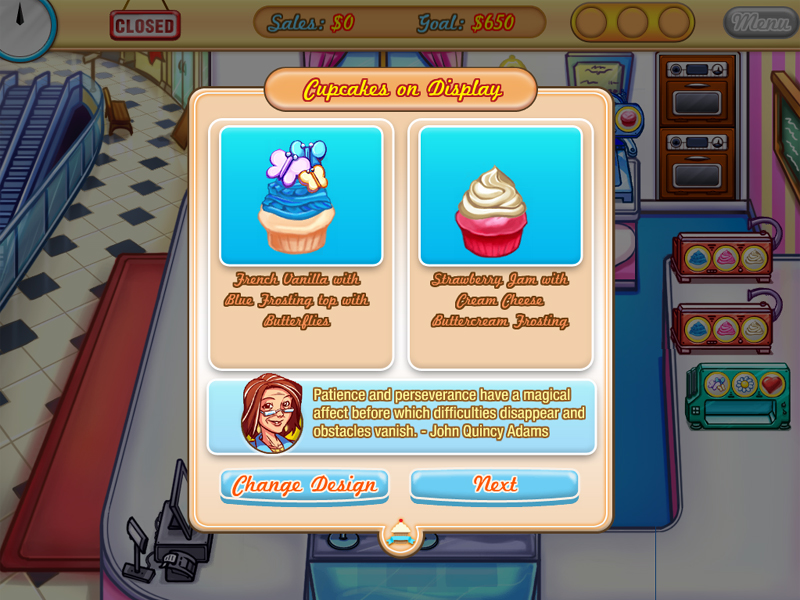 CLOSED
Sales: $0
Goal: $650
Menu
Cupcakes on Display
French Vanilla with
Blue Frosting top with
Butterflies
Strawberry Jam with
Cream Cheese
Buttercream Frosting
Patience and perseverance have a magical
affect before which difficulties disappear and
obstacles vanish. - John Quincy Adams
Change Design
Next